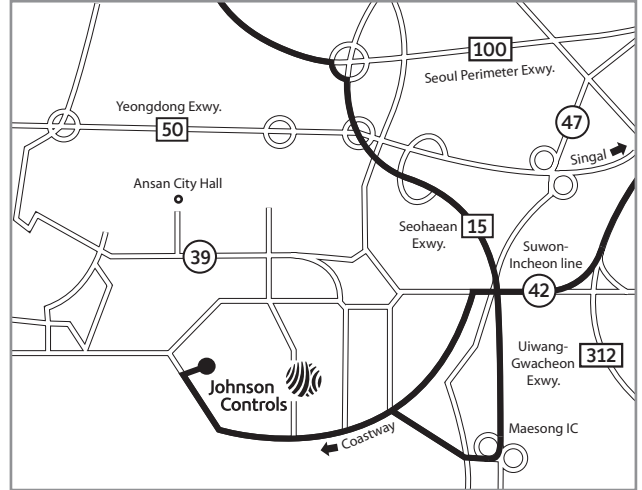 100
Seoul Perimeter Expwy.
Yeongdong Exwy.
50
47
Singal
Ansan City Hall
Seohaean
Exwy.
15
39
Suwon-
Incheon line
42
Uiwang-
Gwacheon
Exwy.
312
Johnson
Controls
Coastway
Maesong IC